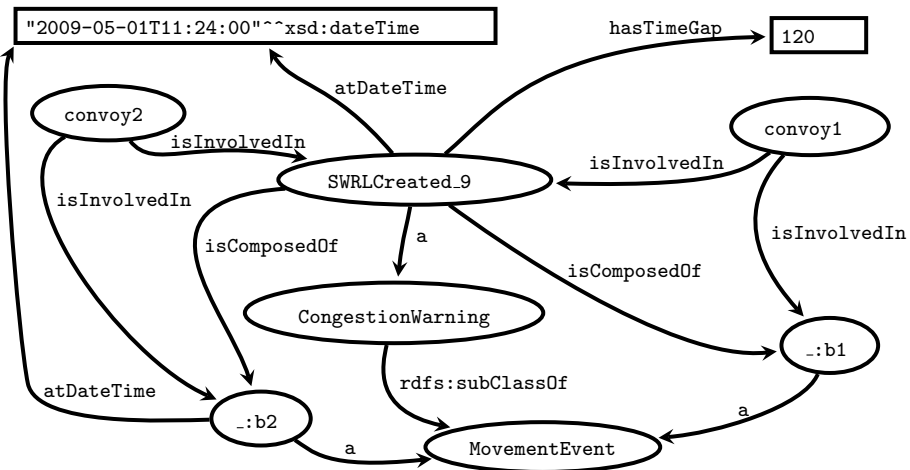 "2009-05-01T11:24:00"^^xsd:dateTime
hasTimeGap
120
atDateTime
convoy2
convoy1
isInvolvedIn
isInvolvedIn
SWRLCreated_9
isInvolvedIn
isInvolvedIn
a
isComposedOf
isComposedOf
CongestionWarning
_:b1
rdfs:subClassOf
atDateTime
a
_:b2
a
MovementEvent